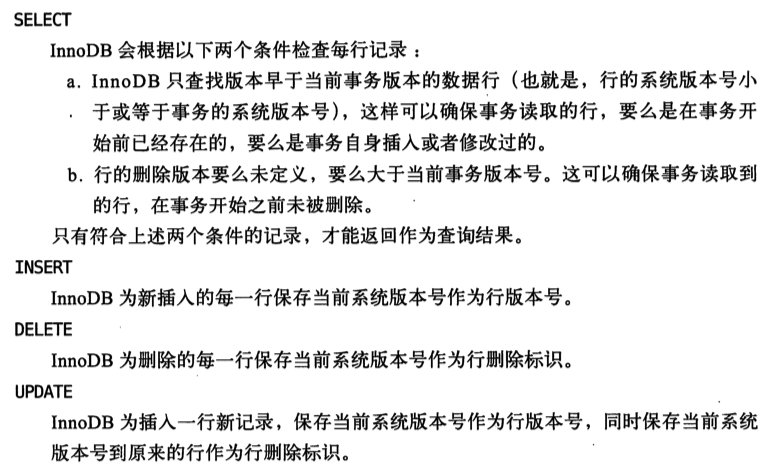 SELECT
InnoDB 会根据以下两个条件检查每行记录：
a. InnoDB 只查找版本早于当前事务版本的数据行（也就是，行的系统版本号小
于或等于事务的系统版本号），这样可以确保事务读取的行，要么是在事务开
始前已经存在的，要么是事务自身插入或者修改过的。
b. 行的删除版本要么未定义，要么大于当前事务版本号。这可以确保事务读取到
的行，在事务开始之前未被删除。
只有符合上述两个条件的记录，才能返回作为查询结果。
INSERT
InnoDB 为新插入的每一行保存当前系统版本号作为行版本号。
DELETE
InnoDB 为删除的每一行保存当前系统版本号作为行删除标识。
UPDATE
InnoDB 为插入一行新记录，保存当前系统版本号作为行版本号，同时保存当前系统
版本号到原来的行作为行删除标识。